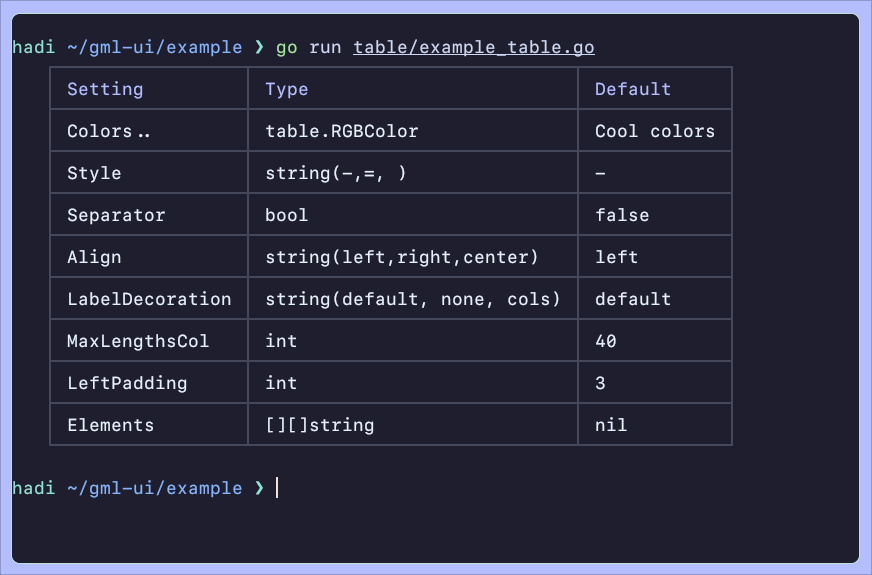 hadi ~/gml-ui/example ❯ go run table/example_table.go
Setting Type Default
Colors.. table.RGBColor Cool colors
Style string(-,=, ) -
Separator bool false
Align string(left,right,center) left
LabelDecoration string(default, none, cols) default
MaxLengthsCol int 40
LeftPadding int 3
Elements [][]string nil
hadi ~/gml-ui/example ❯